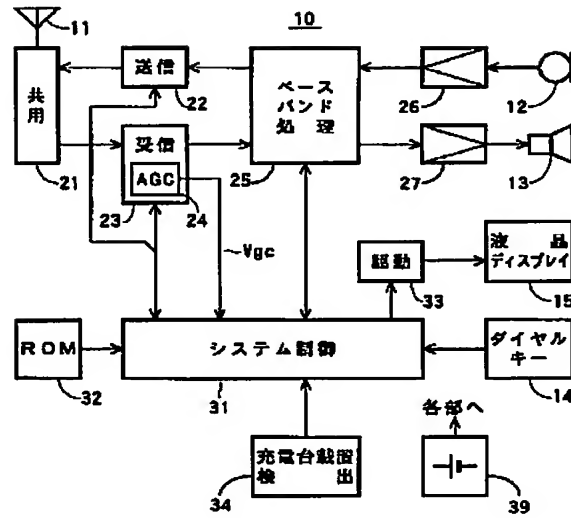 10
11
共用
21
送信
22
受信
AGC
23
24
ベース
バンド
処理
25
26
12
27
13
Vgc
駆動
33
液晶
ディスプレイ
15
ROM
32
システム制御
31
ダイヤル
キー
14
充電台載置
検出
34
各部へ
39